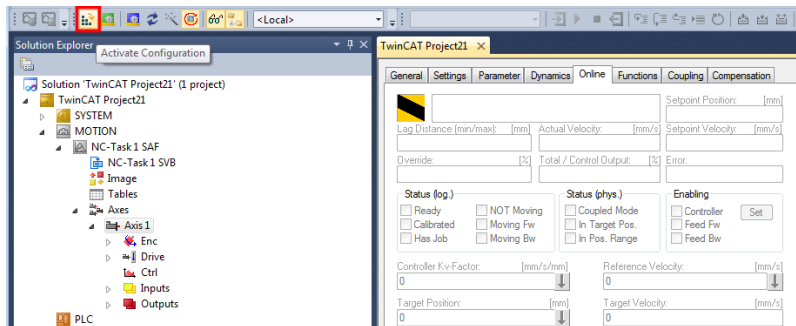 <Local>
Solution Explorer
Activate Configuration
Solution 'TwinCAT Project21' (1 project)
TwinCAT Project21
SYSTEM
MOTION
NC-Task 1 SAF
NC-Task 1 SVB
Image
Tables
Axes
Axis 1
Enc
Drive
Ctrl
Inputs
Outputs
PLC
TwinCAT Project21
General Settings Parameter Dynamics Online Functions Coupling Compensation
Setpoint Position: [mm]
Lag Distance (min/max): [mm] Actual Velocity: [mm/s] Setpoint Velocity: [mm/s]
Override: [%] Total / Control Output: [%] Error:
Status (log.) Status (phys.) Enabling
Ready NOT Moving Coupled Mode Controller Set
Calibrated Moving Fw In Target Pos. Feed Fw
Has Job Moving Bw In Pos. Range Feed Bw
Controller Kv-Factor: [mm/s/mm] Reference Velocity: [mm/s]
0 0
Target Position: [mm] Target Velocity: [mm/s]
0 0